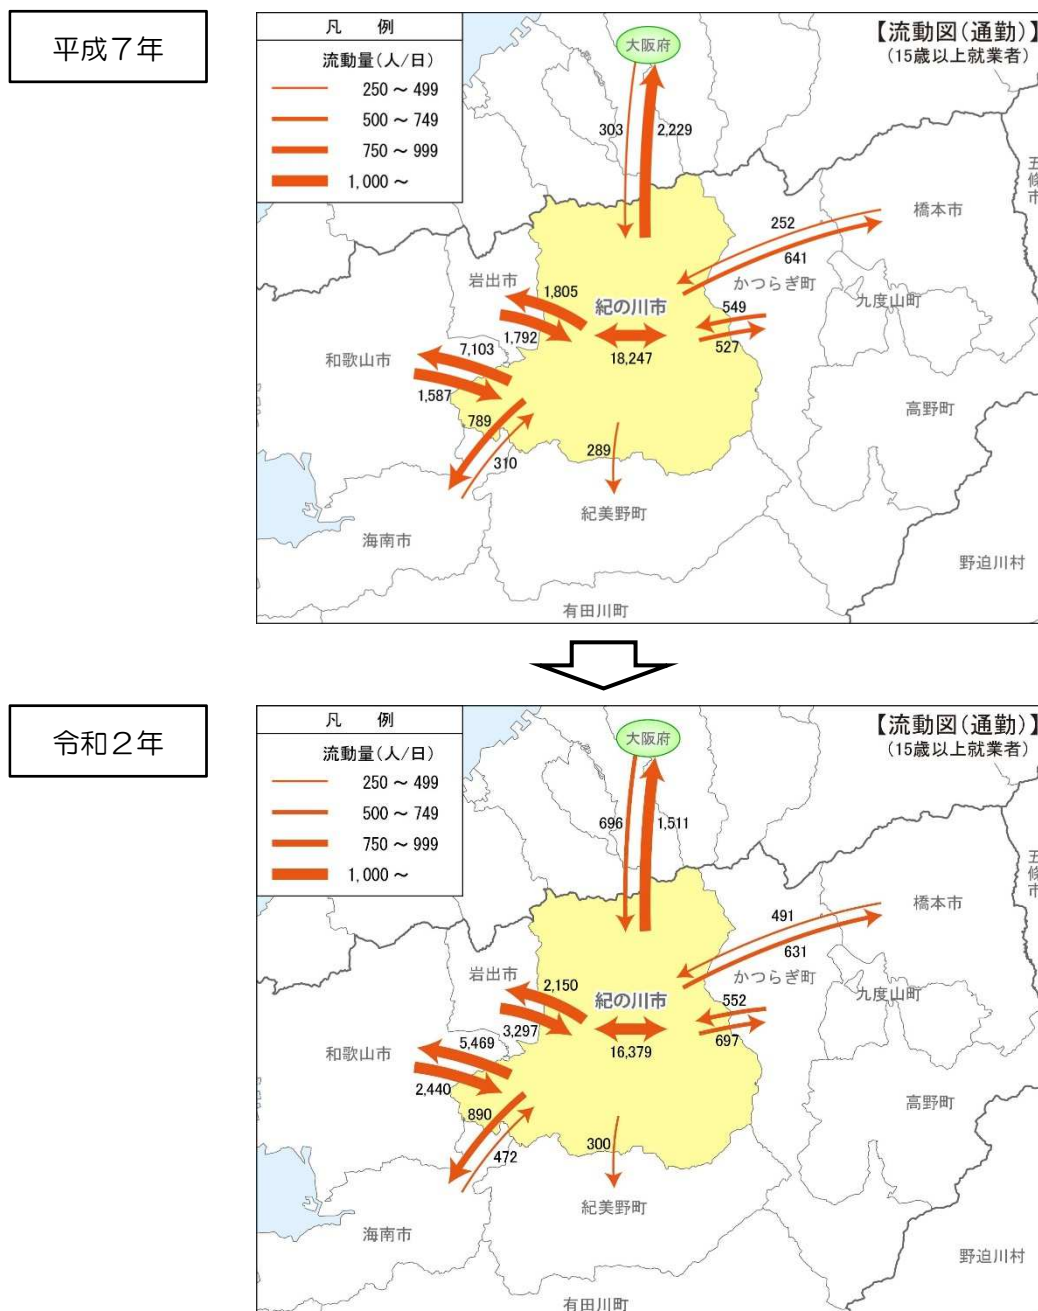 平成７年
凡 例
流動量(人/日)
250 ～ 499
500 ～ 749
750 ～ 999
1,000 ～
【流動図(通勤)】
(15歳以上就業者)
大阪府
303
2,229
五條市
橋本市
252
641
かつらぎ町
九度山町
岩出市
1,805
紀の川市
549
527
1,792
18,247
和歌山市
7,103
1,587
高野町
789
310
289
紀美野町
海南市
野迫川村
有田川町
令和２年
凡 例
流動量(人/日)
250 ～ 499
500 ～ 749
750 ～ 999
1,000 ～
【流動図(通勤)】
(15歳以上就業者)
大阪府
696
1,511
五條市
橋本市
491
631
かつらぎ町
九度山町
岩出市
2,150
紀の川市
552
697
3,297
16,379
和歌山市
5,469
2,440
高野町
890
472
300
紀美野町
海南市
野迫川村
有田川町